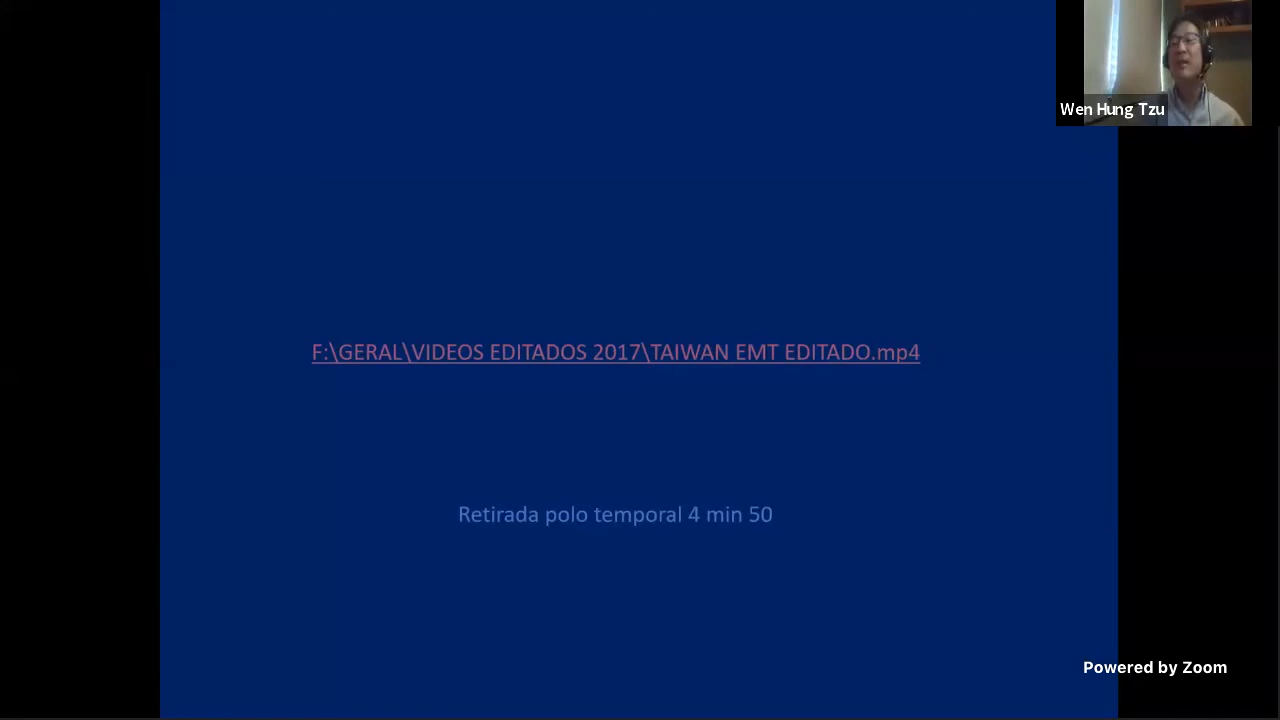 Wen Hung Tzu
F:\GERAL\VIDEOS EDITADOS 2017\TAIWAN EMT EDITADO.mp4
Retirada polo temporal 4 min 50
Powered by Zoom